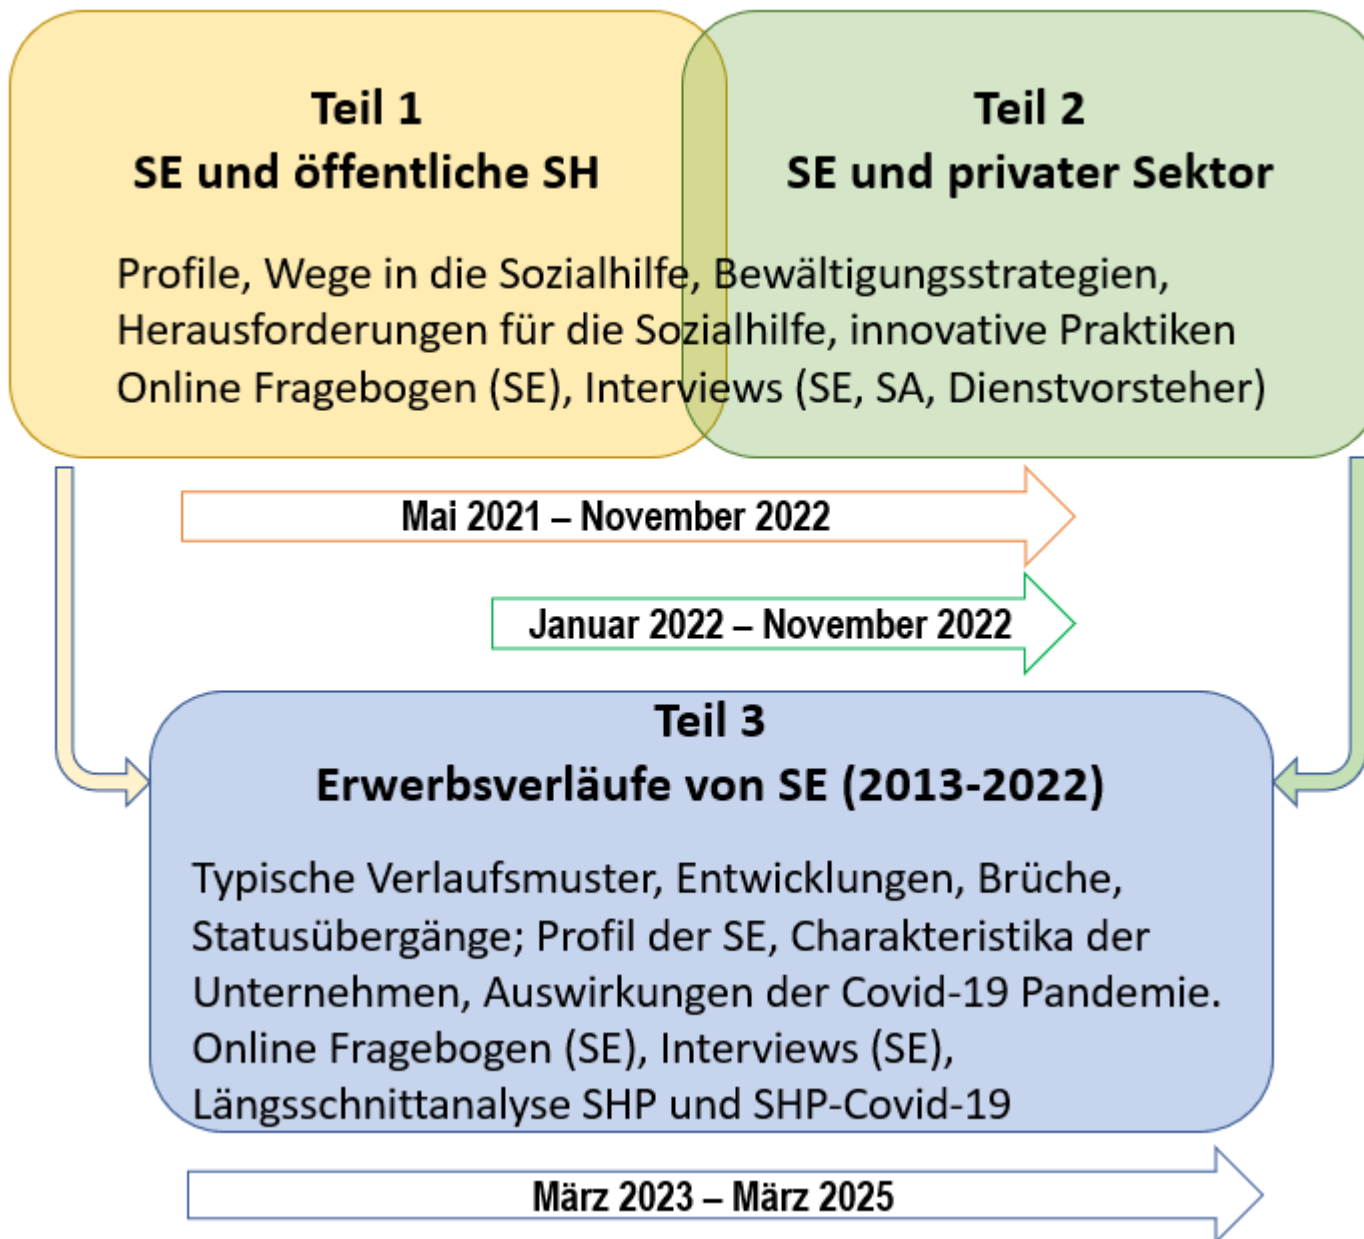 Teil 1
SE und öffentliche SH
Teil 2
SE und privater Sektor
Profile, Wege in die Sozialhilfe, Bewältigungsstrategien,
Herausforderungen für die Sozialhilfe, innovative Praktiken
Online Fragebogen (SE), Interviews (SE, SA, Dienstvorsteher)
Mai 2021 – November 2022
Januar 2022 – November 2022
Teil 3
Erwerbsverläufe von SE (2013-2022)
Typische Verlaufsmuster, Entwicklungen, Brüche,
Statusübergänge; Profil der SE, Charakteristika der
Unternehmen, Auswirkungen der Covid-19 Pandemie.
Online Fragebogen (SE), Interviews (SE),
Längsschnittanalyse SHP und SHP-Covid-19
März 2023 – März 2025